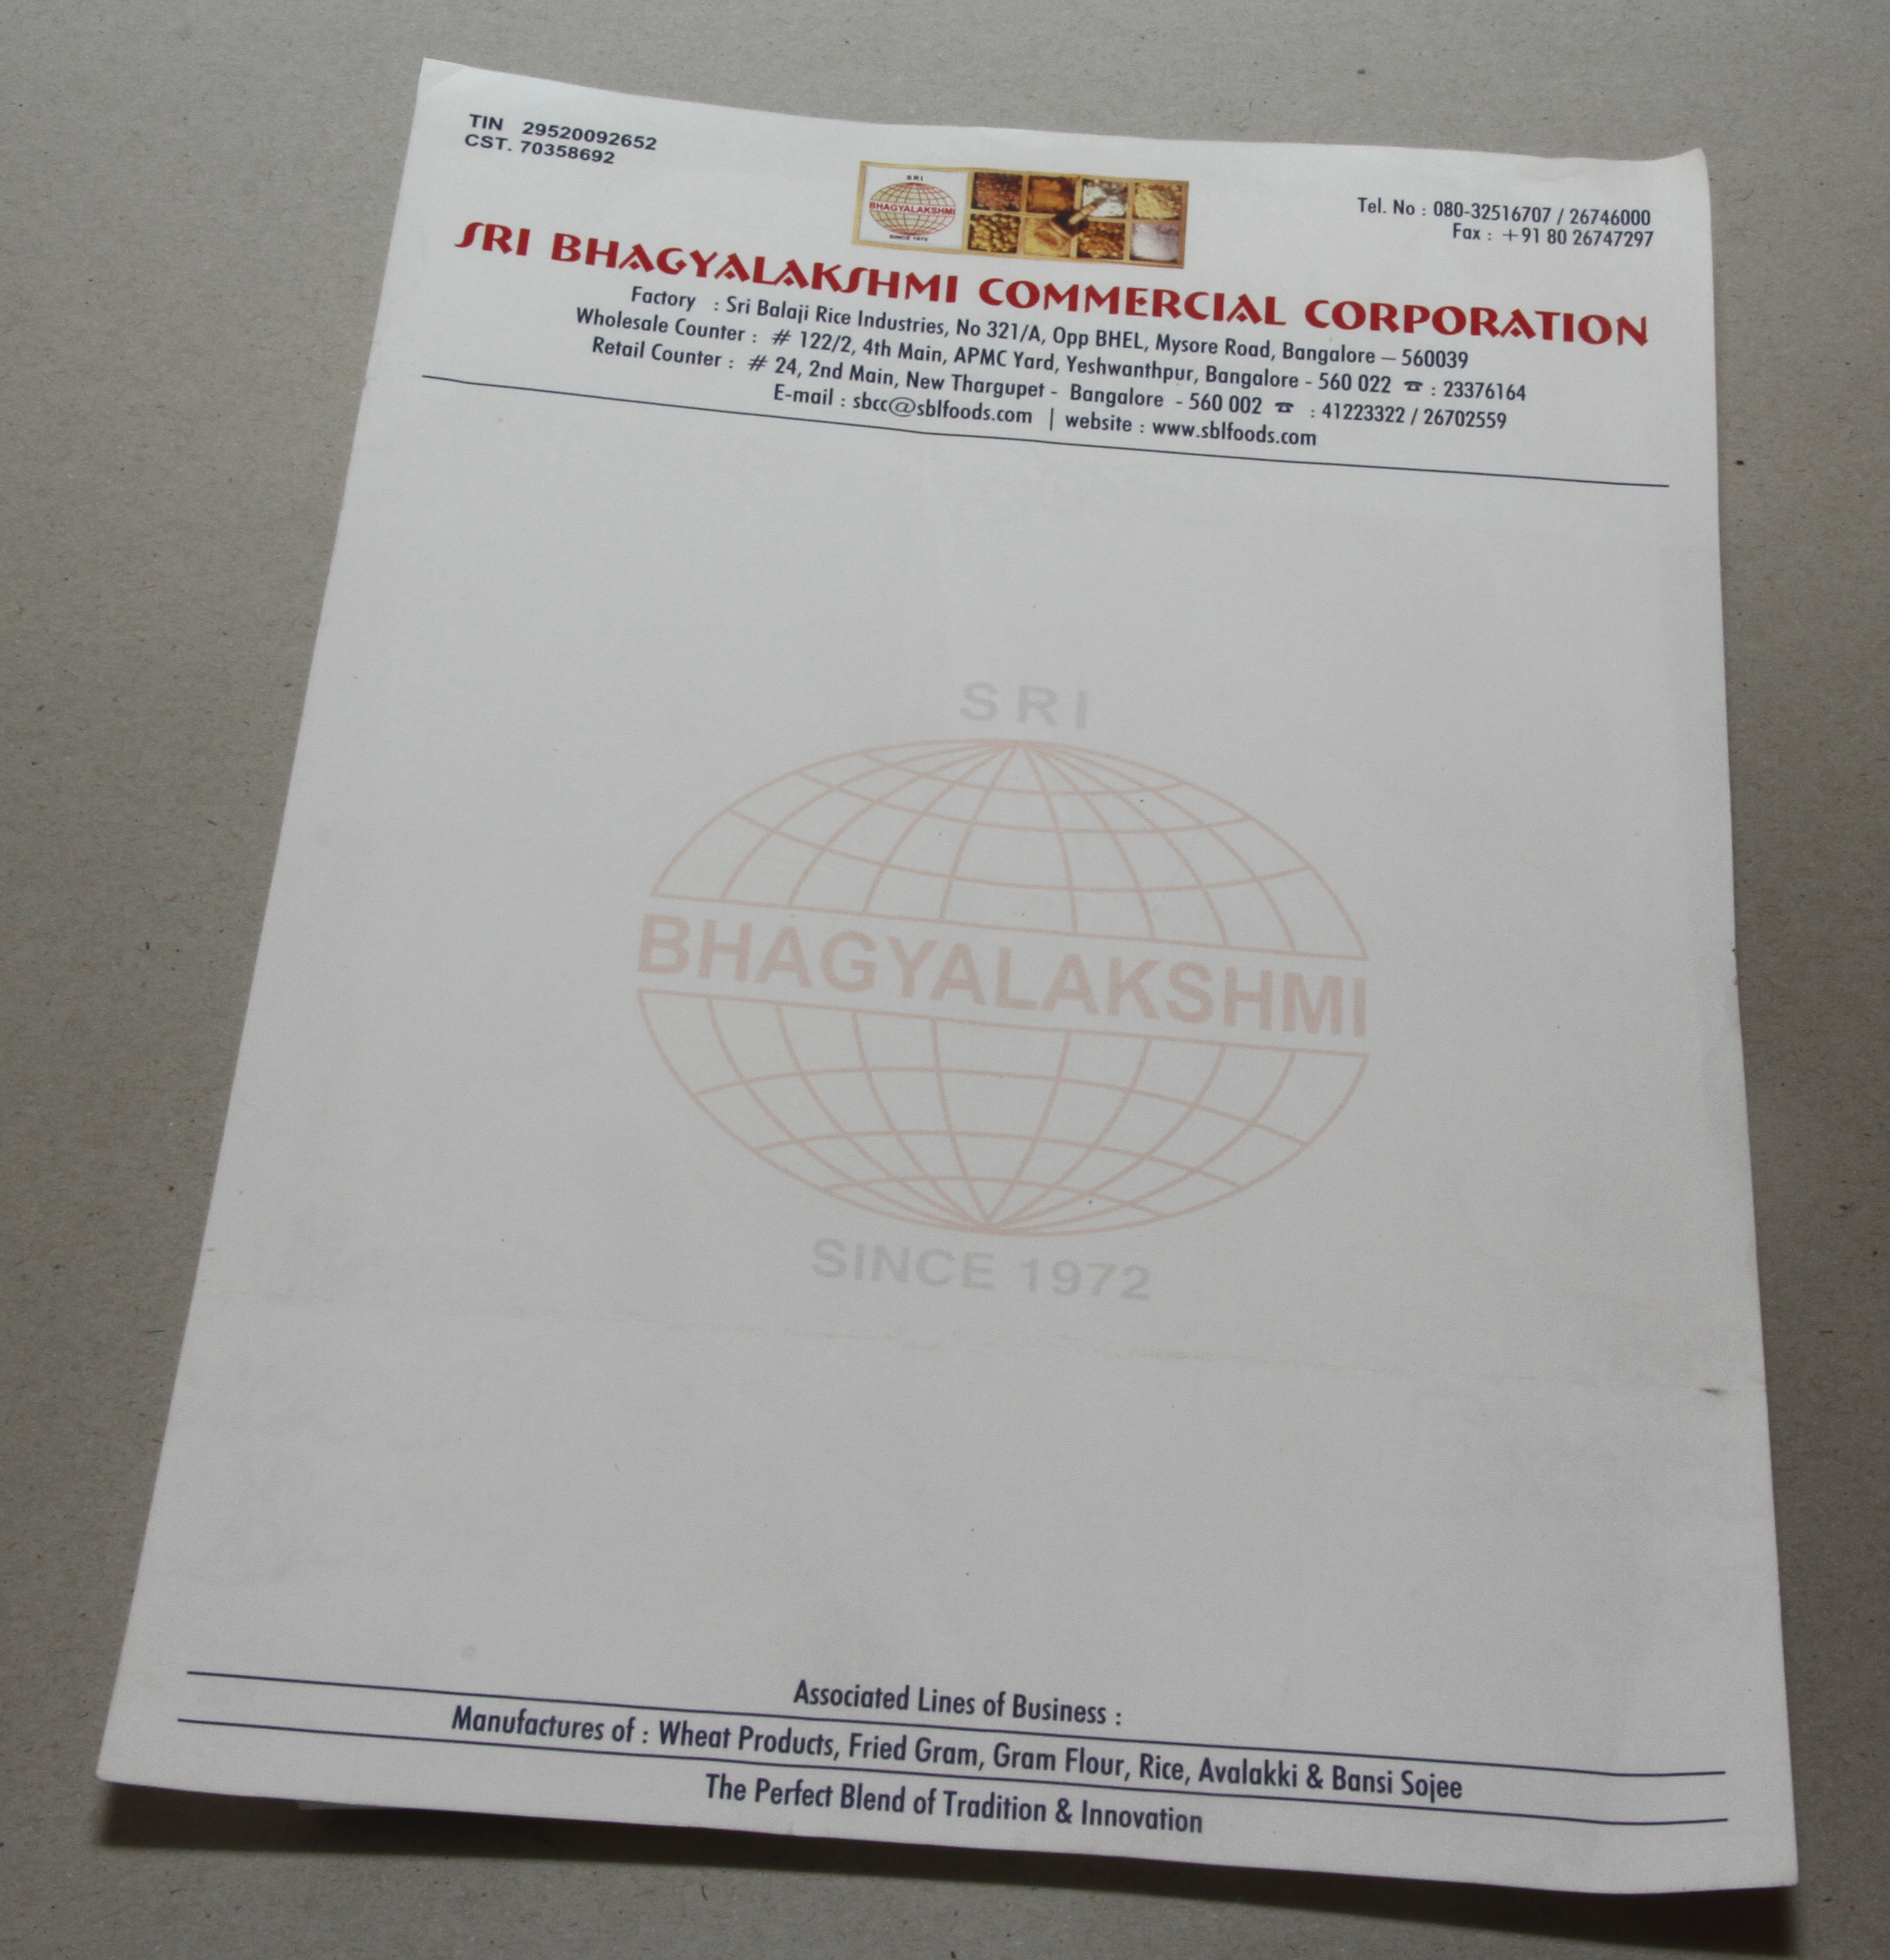 TIN 29520092652
CST. 70358692
SRI
BHAGYALAKSHMI
SINCE 1972
Tel. No : 080-32516707 / 26746000
Fax : +91 80 26747297
SRI BHAGYALAKSHMI COMMERCIAL CORPORATION
Factory : Sri Balaji Rice Industries, No 321/A, Opp BHEL, Mysore Road, Bangalore – 560039
Wholesale Counter : # 122/2, 4th Main, APMC Yard, Yeshwanthpur, Bangalore - 560 022 ☎ : 23376164
Retail Counter : # 24, 2nd Main, New Thargupet - Bangalore - 560 002 ☎ : 41223322 / 26702559
E-mail : sbcc@sblfoods.com | website : www.sblfoods.com
SRI
BHAGYALAKSHMI
SINCE 1972
Associated Lines of Business :
Manufactures of : Wheat Products, Fried Gram, Gram Flour, Rice, Avalakki & Bansi Sojee
The Perfect Blend of Tradition & Innovation